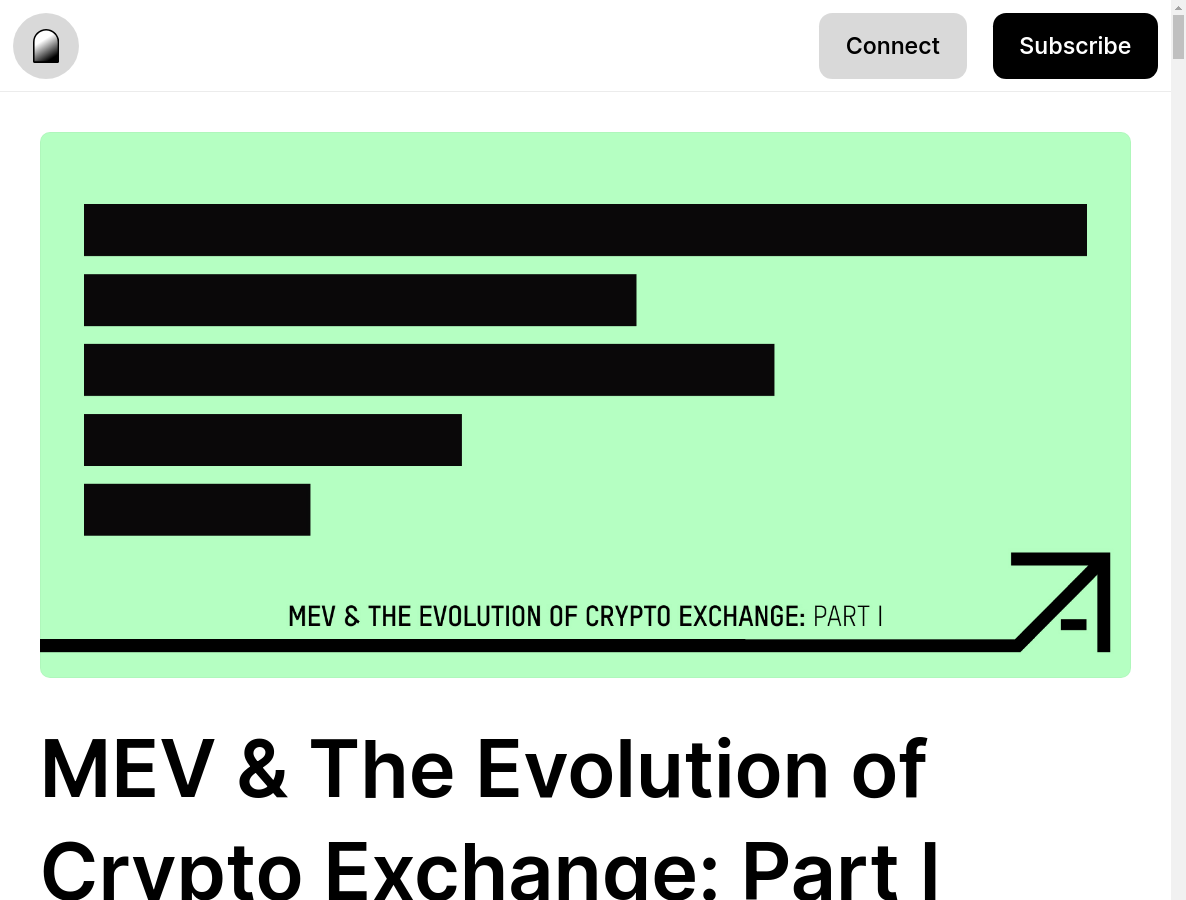 Connect
Subscribe
MEV & THE EVOLUTION OF CRYPTO EXCHANGE: PART I
MEV & The Evolution of
Crypto Exchange: Part I